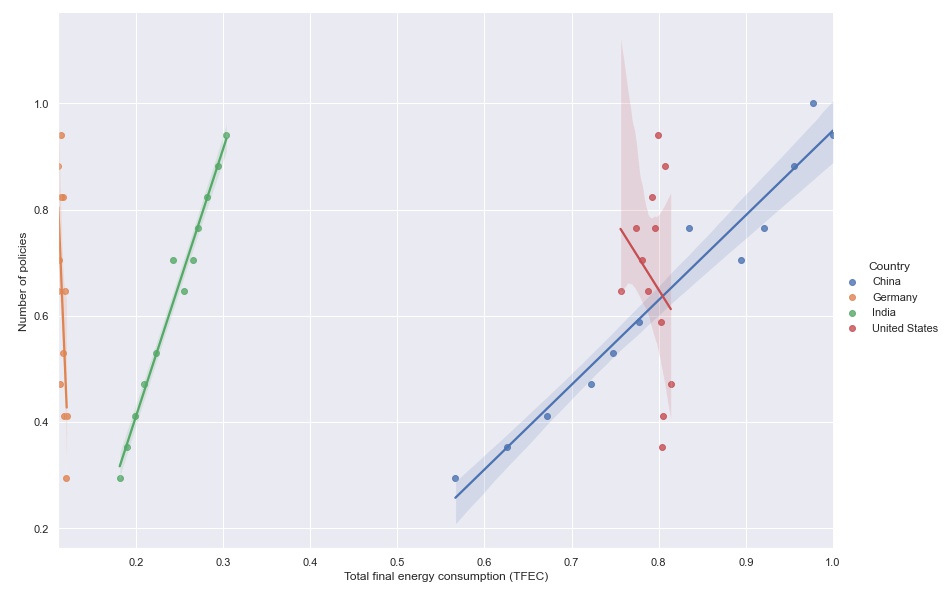 1.0
0.8
0.6
0.4
0.2
Number of policies
0.2 0.3 0.4 0.5 0.6 0.7 0.8 0.9 1.0
Total final energy consumption (TFEC)
Country
China
Germany
India
United States